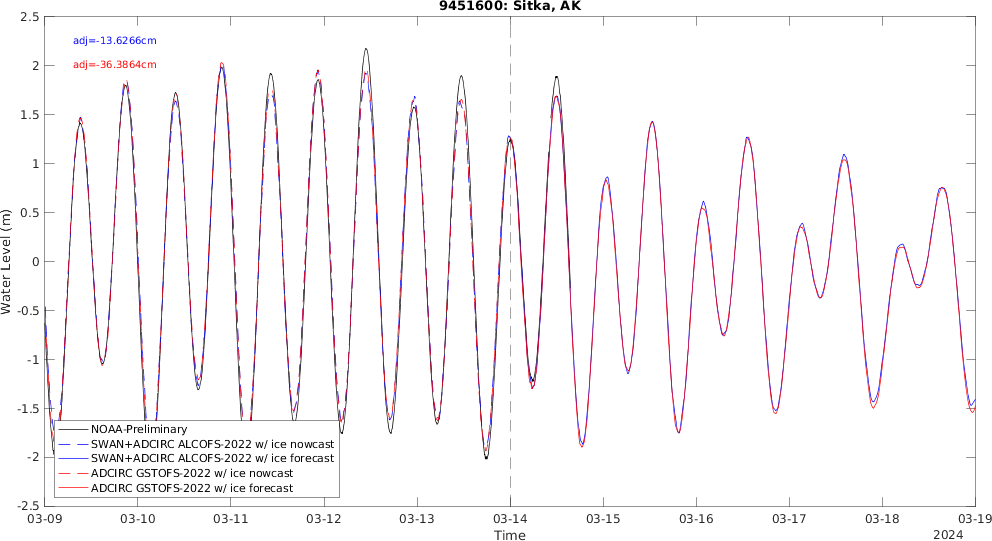 9451600: Sitka, AK
adj=-13.6266cm
adj=-36.3864cm
Water Level (m)
2.5
2
1.5
1
0.5
0
-0.5
-1
-1.5
-2
-2.5
NOAA-Preliminary
SWAN+ADCIRC ALCOFS-2022 w/ ice nowcast
SWAN+ADCIRC ALCOFS-2022 w/ ice forecast
ADCIRC GSTOFS-2022 w/ ice nowcast
ADCIRC GSTOFS-2022 w/ ice forecast
03-09 03-10 03-11 03-12 03-13 03-14 03-15 03-16 03-17 03-18 03-19
Time
2024